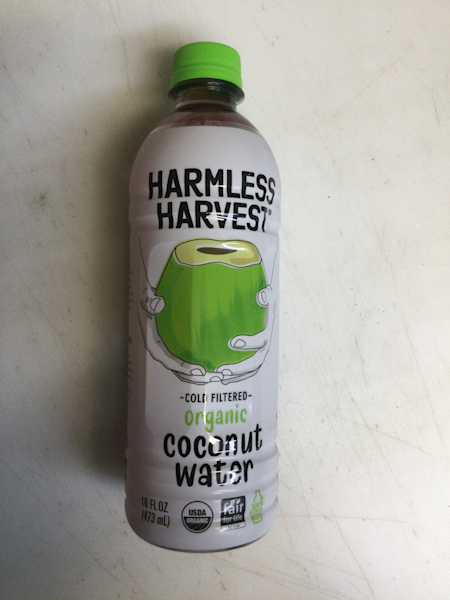 HARMLESS
HARVEST®
-COLD FILTERED-
organic
coconut
water
16 FL OZ
(473 mL)
USDA
ORGANIC
fair
for life